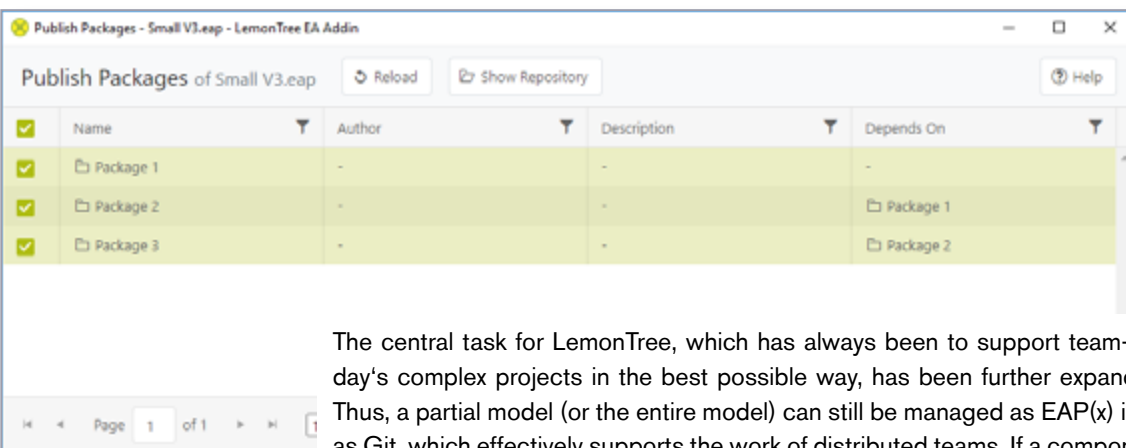 Publish Packages - Small V3.eap - LemonTree EA Addin
Publish Packages of Small V3.eap Reload Show Repository Help
Name Author Description Depends On
Package 1 - - -
Package 2 - - Package 1
Package 3 - - Package 2
The central task for LemonTree, which has always been to support team-
day‘s complex projects in the best possible way, has been further
Thus, a partial model (or the entire model) can still be managed as EAP(x)
Page 1 of 1
as Git, which effectively supports the work of distributed teams. If a